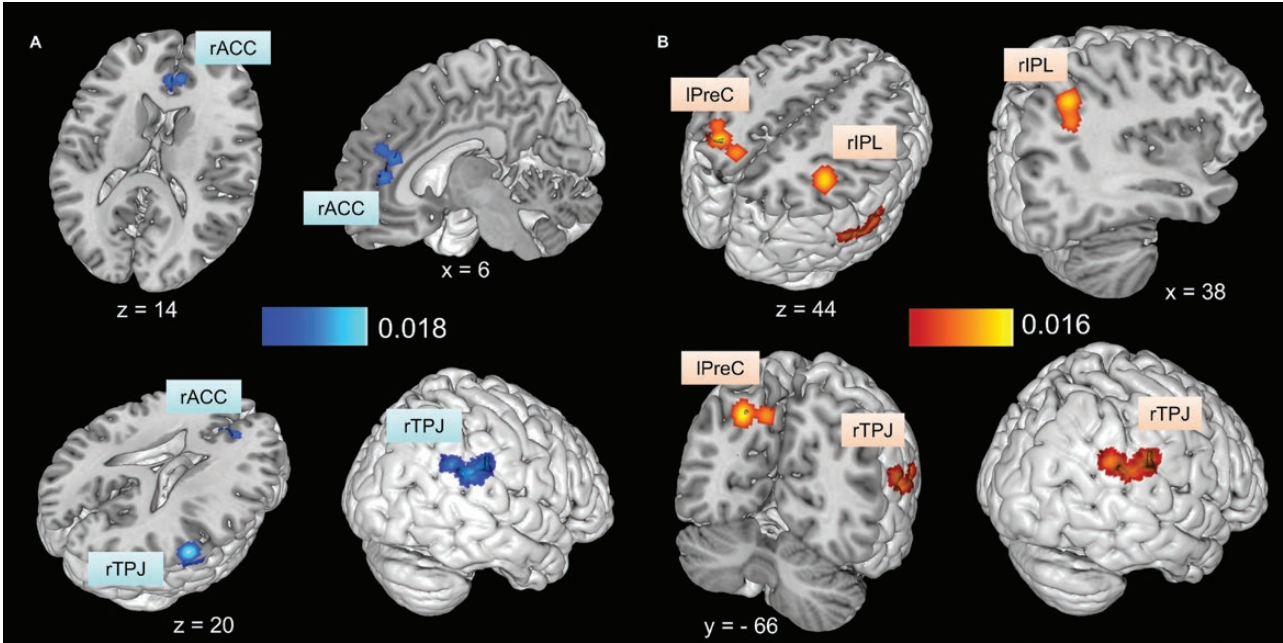 A
rACC
rACC
x = 6
z = 14
0.018
rACC
rTPJ
rTPJ
z = 20
B
rIPL
lPreC
rIPL
z = 44
x = 38
0.016
lPreC
rTPJ
rTPJ
y = - 66